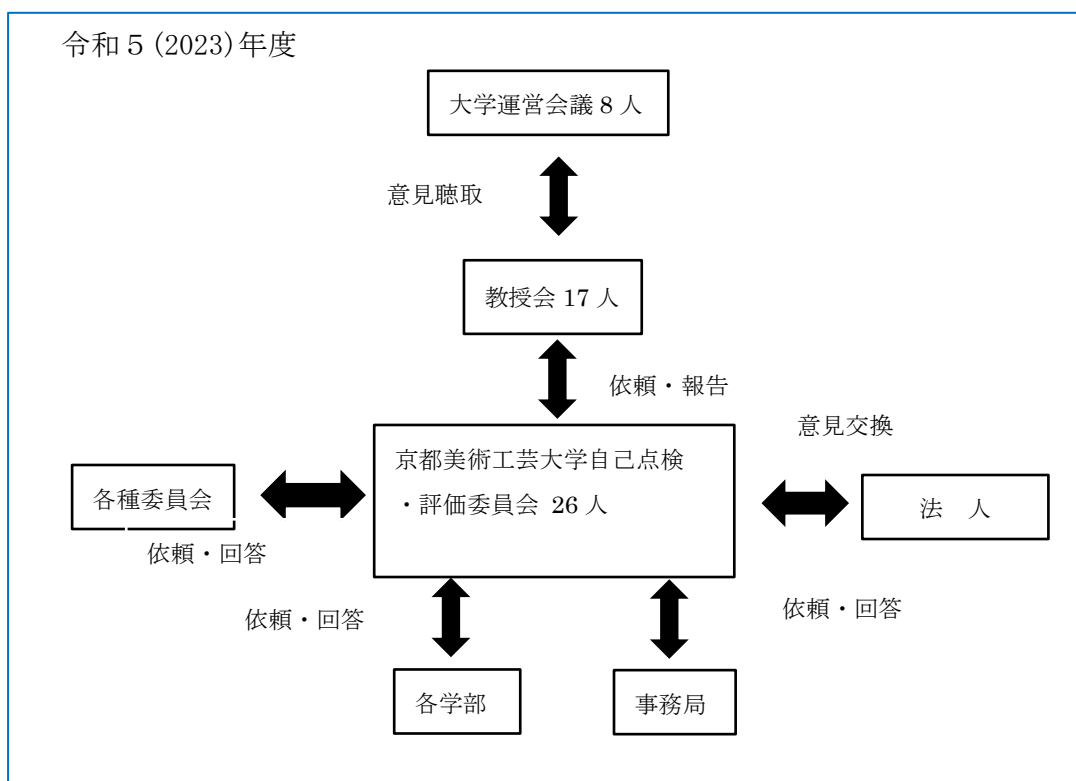 令和５(2023)年度
大学運営会議 8 人
意見聴取
教授会 17 人
依頼・報告
意見交換
京都美術工芸大学自己点検
・評価委員会 26 人
各種委員会
法　人
依頼・回答
依頼・回答
依頼・回答
各学部
事務局